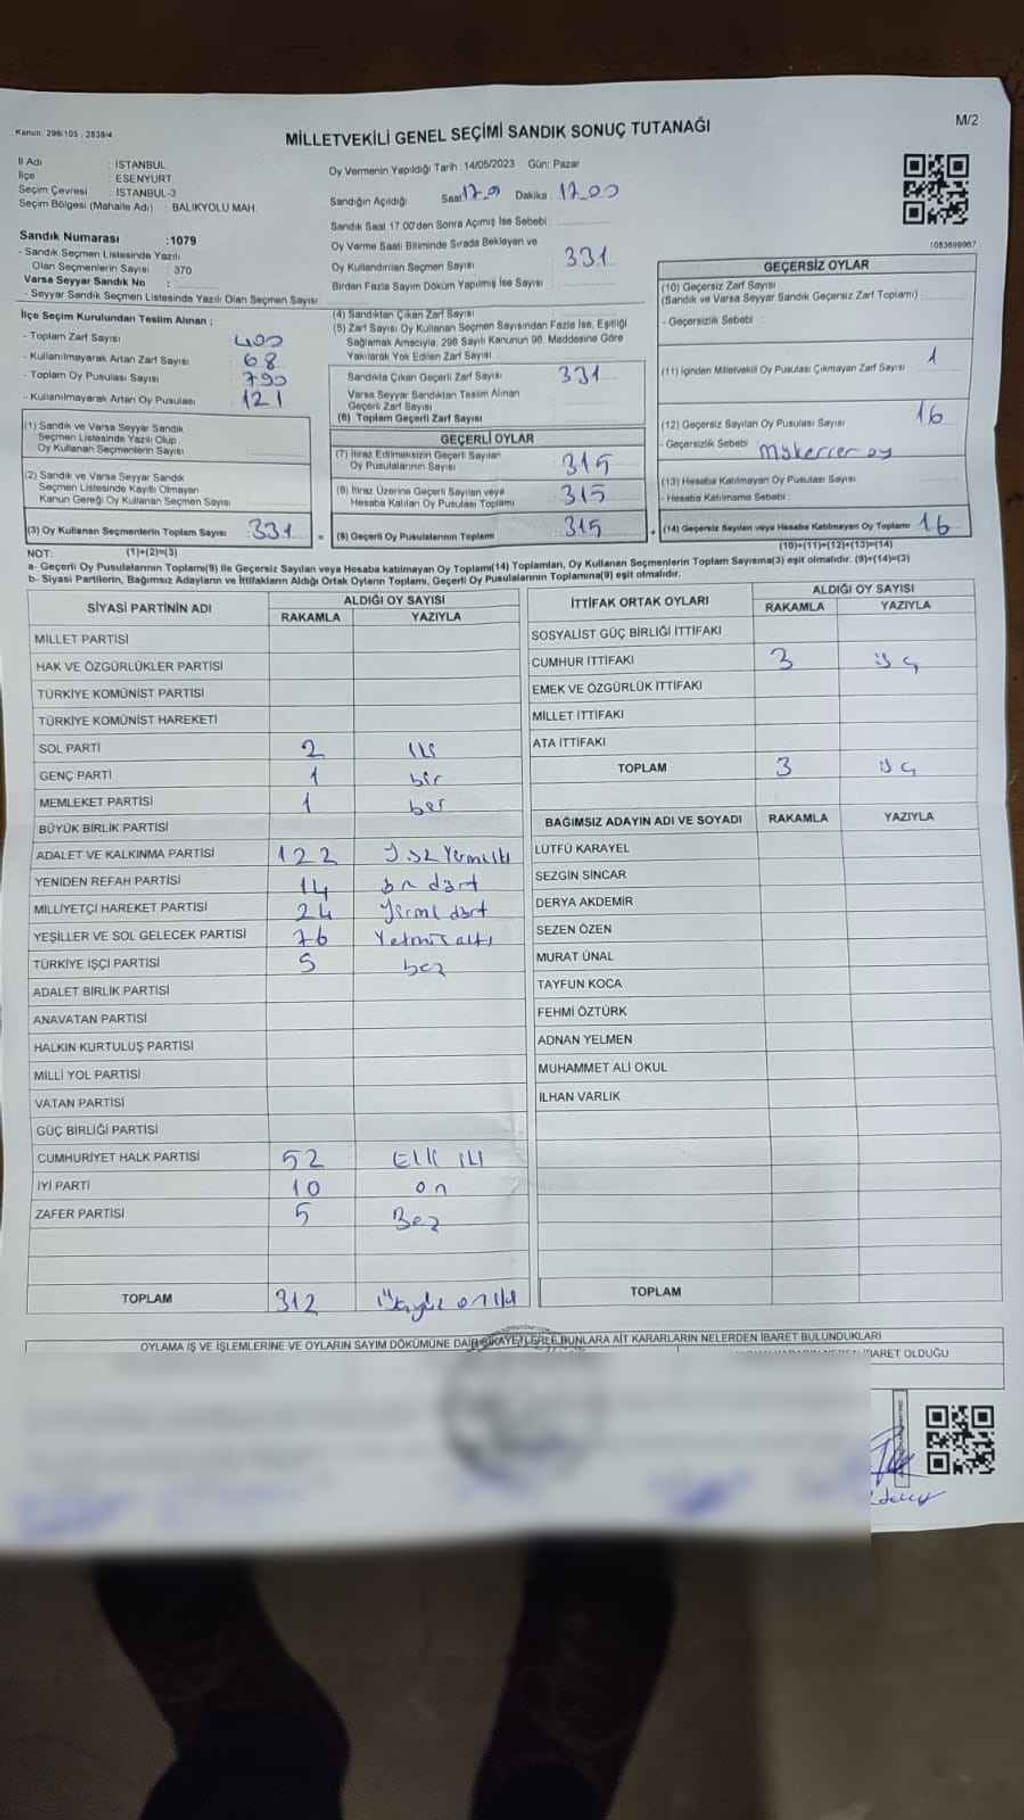 Kanun: 298/105 , 2839/4
MİLLETVEKİLİ GENEL SEÇİMİ SANDIK SONUÇ TUTANAĞI
M/2
İl Adı : İSTANBUL
İlçe : ESENYURT
Seçim Çevresi : İSTANBUL-3
Seçim Bölgesi (Mahalle Adı) : BALIKYOLU MAH.
Oy Vermenin Yapıldığı Tarih : 14/05/2023 Gün: Pazar
Sandığın Açıldığı Saat Dakika 17.00
Sandık Saat 17.00'den Sonra Açımış İse Sebebi
Oy Verme Saati Bitiminde Sırada Bekleyen ve
Oy Kullandırılan Seçmen Sayısı 331
Birden Fazla Sayım Döküm Yapılmış İse Sayısı
Sandık Numarası :1079
- Sandık Seçmen Listesinde Yazılı
Olan Seçmenlerin Sayısı : 370
Varsa Seyyar Sandık No :
- Seyyar Sandık Seçmen Listesinde Yazılı Olan Seçmen Sayısı
İlçe Seçim Kurulundan Teslim Alınan ;
- Toplam Zarf Sayısı 400
- Kullanılmayarak Artan Zarf Sayısı 68
- Toplam Oy Pusulası Sayısı 790
- Kullanılmayarak Artan Oy Pusulası 121
(1) Sandık ve Varsa Seyyar Sandık
Seçmen Listesinde Yazılı Olup
Oy Kullanan Seçmenlerin Sayısı
(2) Sandık ve Varsa Seyyar Sandık
Seçmen Listesinde Kayıtlı Olmayan
Kanun Gereği Oy Kullanan Seçmen Sayısı
(3) Oy Kullanan Seçmenlerin Toplam Sayısı 331
(4) Sandıktan Çıkan Zarf Sayısı
(5) Zarf Sayısı Oy Kullanan Seçmen Sayısından Fazla İse, Eşitliği
Sağlamak Amacıyla, 298 Sayılı Kanunun 98. Maddesine Göre
Yakılarak Yok Edilen Zarf Sayısı
Sandıkta Çıkan Geçerli Zarf Sayısı 331
Varsa Seyyar Sandıktan Teslim Alınan
Geçerli Zarf Sayısı
(6) Toplam Geçerli Zarf Sayısı
GEÇERLİ OYLAR
(7) İtiraz Edilmeksizin Geçerli Sayılan
Oy Pusulalarının Sayısı 315
(8) İtiraz Üzerine Geçerli Sayılan veya
Hesaba Katılan Oy Pusulası Toplamı 315
= (9) Geçerli Oy Pusulalarının Toplamı 315
1083699967
GEÇERSİZ OYLAR
(10) Geçersiz Zarf Sayısı
(Sandık ve Varsa Seyyar Sandık Geçersiz Zarf Toplamı)
- Geçersizlik Sebebi :
(11) İçinden Milletvekili Oy Pusulası Çıkmayan Zarf Sayısı 1
(12) Geçersiz Sayılan Oy Pusulası Sayısı 16
- Geçersizlik Sebebi Mükerrer oy
(13) Hesaba Katılmayan Oy Pusulası Sayısı
- Hesaba Katılmama Sebebi :
+ (14) Geçersiz Sayılan veya Hesaba Katılmayan Oy Toplamı 16
NOT: (1)+(2)=(3)
(10)+(11)+(12)+(13)=(14)
a- Geçerli Oy Pusulalarının Toplamı(9) ile Geçersiz Sayılan veya Hesaba katılmayan Oy Toplamı(14) Toplamları, Oy Kullanan Seçmenlerin Toplam Sayısına(3) eşit olmalıdır. (9)+(14)=(3)
b- Siyasi Partilerin, Bağımsız Adayların ve İttifakların Aldığı Ortak Oyların Toplamı, Geçerli Oy Pusulalarının Toplamına(9) eşit olmalıdır.
SİYASİ PARTİNİN ADI ALDIĞI OY SAYISI
RAKAMLA YAZIYLA
MİLLET PARTİSİ
HAK VE ÖZGÜRLÜKLER PARTİSİ
TÜRKİYE KOMÜNİST PARTİSİ
TÜRKİYE KOMÜNİST HAREKETİ
SOL PARTİ 2 iki
GENÇ PARTİ 1 bir
MEMLEKET PARTİSİ 1 ber
BÜYÜK BİRLİK PARTİSİ
ADALET VE KALKINMA PARTİSİ 122
YENİDEN REFAH PARTİSİ 14 on dört
MİLLİYETÇİ HAREKET PARTİSİ 24 Yirmi dört
YEŞİLLER VE SOL GELECEK PARTİSİ 76 Yetmiş altı
TÜRKİYE İŞÇİ PARTİSİ 5 beş
ADALET BİRLİK PARTİSİ
ANAVATAN PARTİSİ
HALKIN KURTULUŞ PARTİSİ
MİLLİ YOL PARTİSİ
VATAN PARTİSİ
GÜÇ BİRLİĞİ PARTİSİ
CUMHURİYET HALK PARTİSİ 52 Elli iki
İYİ PARTİ 10 on
ZAFER PARTİSİ 5 Beş
TOPLAM 312 Üçyüz on iki
İTTİFAK ORTAK OYLARI ALDIĞI OY SAYISI
RAKAMLA YAZIYLA
SOSYALİST GÜÇ BİRLİĞİ İTTİFAKI
CUMHUR İTTİFAKI 3 üç
EMEK VE ÖZGÜRLÜK İTTİFAKI
MİLLET İTTİFAKI
ATA İTTİFAKI
TOPLAM 3 üç
BAĞIMSIZ ADAYIN ADI VE SOYADI RAKAMLA YAZIYLA
LÜTFÜ KARAYEL
SEZGİN SİNCAR
DERYA AKDEMİR
SEZEN ÖZEN
MURAT ÜNAL
TAYFUN KOCA
FEHMİ ÖZTÜRK
ADNAN YELMEN
MUHAMMET ALİ OKUL
İLHAN VARLIK
TOPLAM
OYLAMA İŞ VE İŞLEMLERİNE VE OYLARIN SAYIM DÖKÜMÜNE DAİR ŞİKAYETLERLE BUNLARA AİT KARARLARIN NELERDEN İBARET BULUNDUKLARI
İBARET OLDUĞU